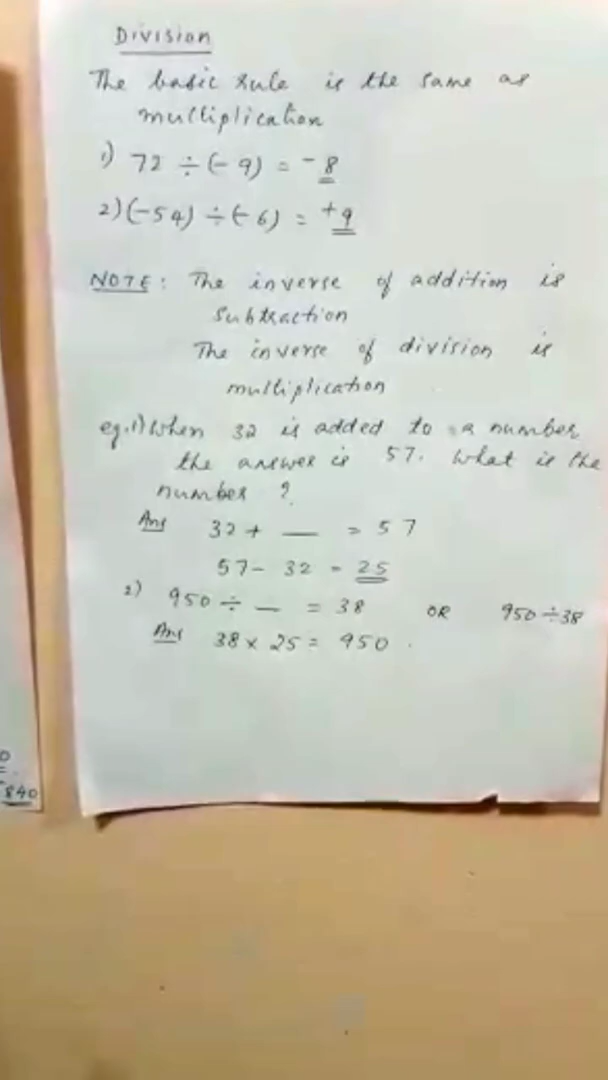 Division
The basic rule is the same as
multiplication
1) 72 ÷ (- 9) = - 8
2) (-54) ÷ (- 6) = +9
NOTE : The inverse of addition is
Subtraction
The inverse of division is
multiplication
eg.1) When 32 is added to a number
the answer is 57. What is the
number ?
Ans 32 + __ = 57
57 - 32 = 25
2) 950 ÷ __ = 38 OR 950 ÷ 38
Ans 38 x 25 = 950 .
840